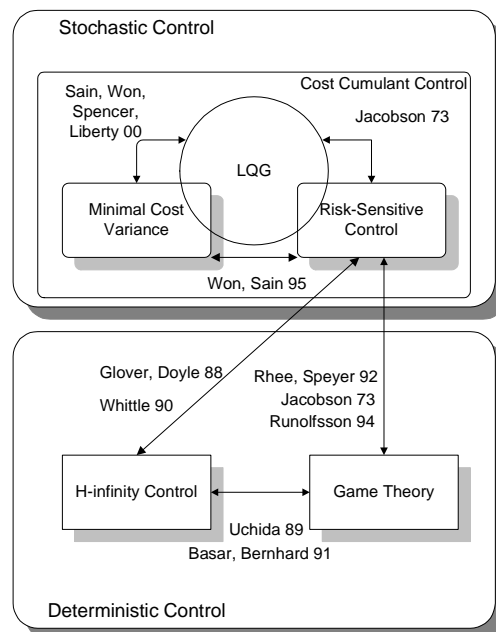 Stochastic Control
Cost Cumulant Control
Sain, Won,
Spencer,
Liberty 00
Jacobson 73
LQG
Minimal Cost
Variance
Risk-Sensitive
Control
Won, Sain 95
Glover, Doyle 88
Whittle 90
Rhee, Speyer 92
Jacobson 73
Runolfsson 94
H-infinity Control
Game Theory
Uchida 89
Basar, Bernhard 91
Deterministic Control